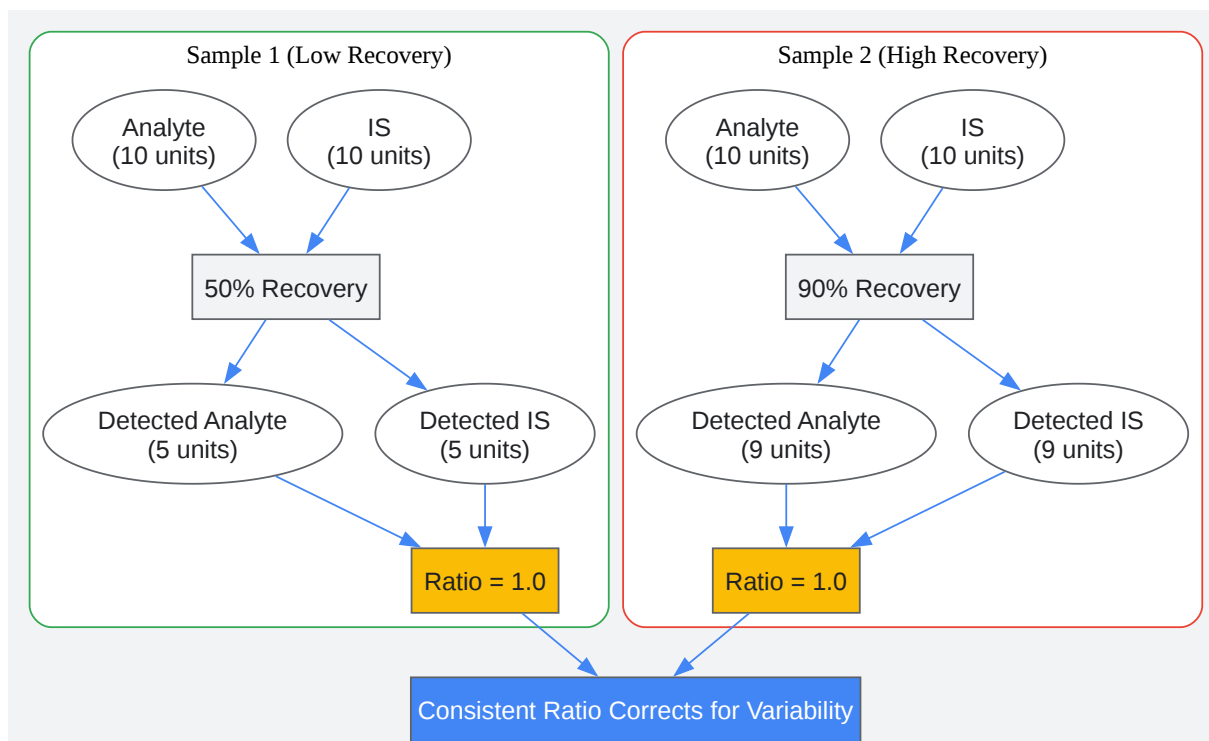 Sample 1 (Low Recovery)
Analyte
(10 units)
IS
(10 units)
50% Recovery
Detected Analyte
(5 units)
Detected IS
(5 units)
Ratio = 1.0
Sample 2 (High Recovery)
Analyte
(10 units)
IS
(10 units)
90% Recovery
Detected Analyte
(9 units)
Detected IS
(9 units)
Ratio = 1.0
Consistent Ratio Corrects for Variability